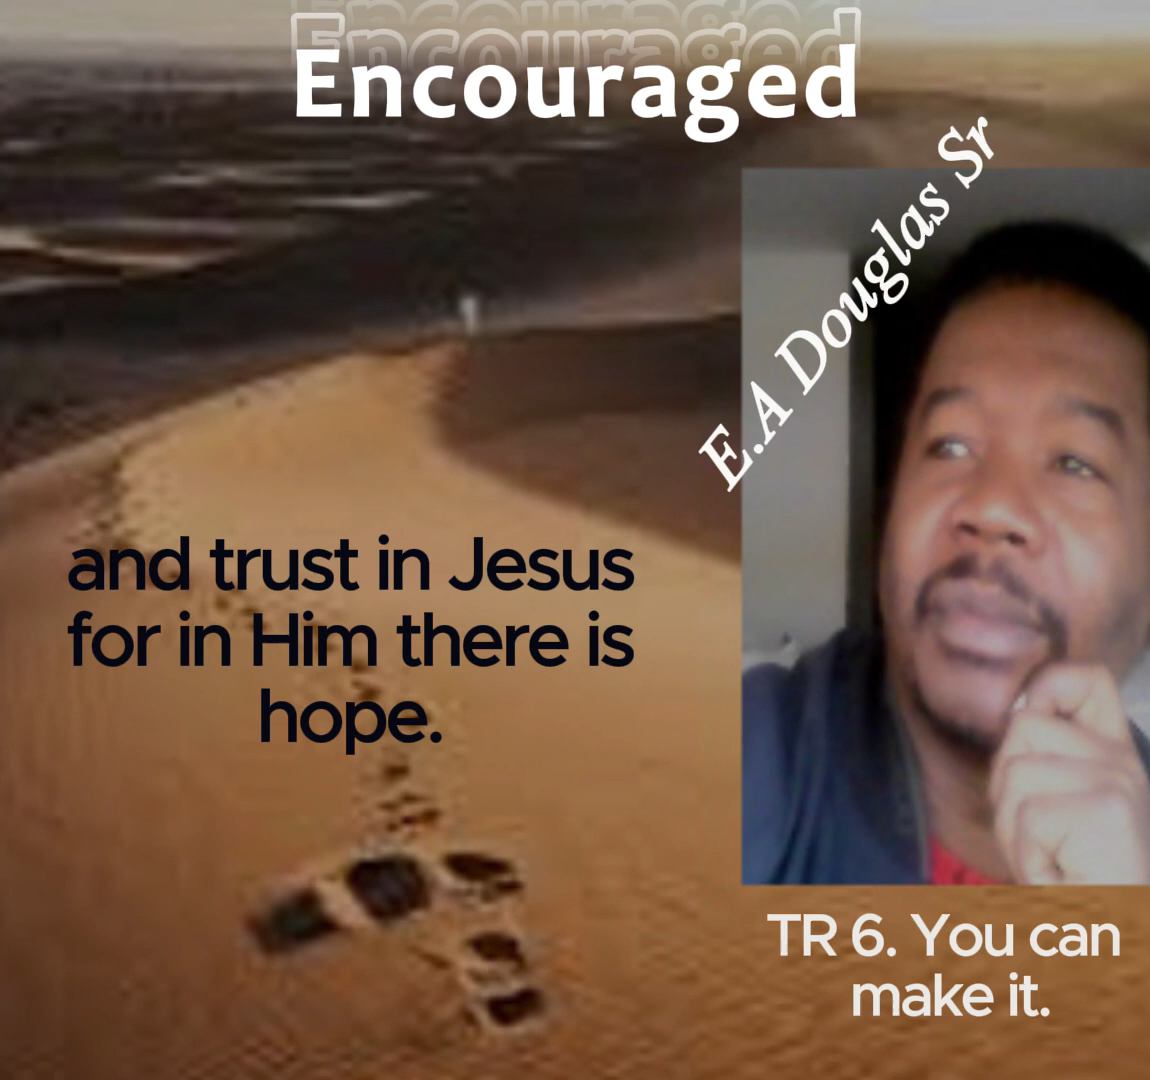 Encouraged
E.A Douglas Sr
and trust in Jesus
for in Him there is
hope.
TR 6. You can
make it.